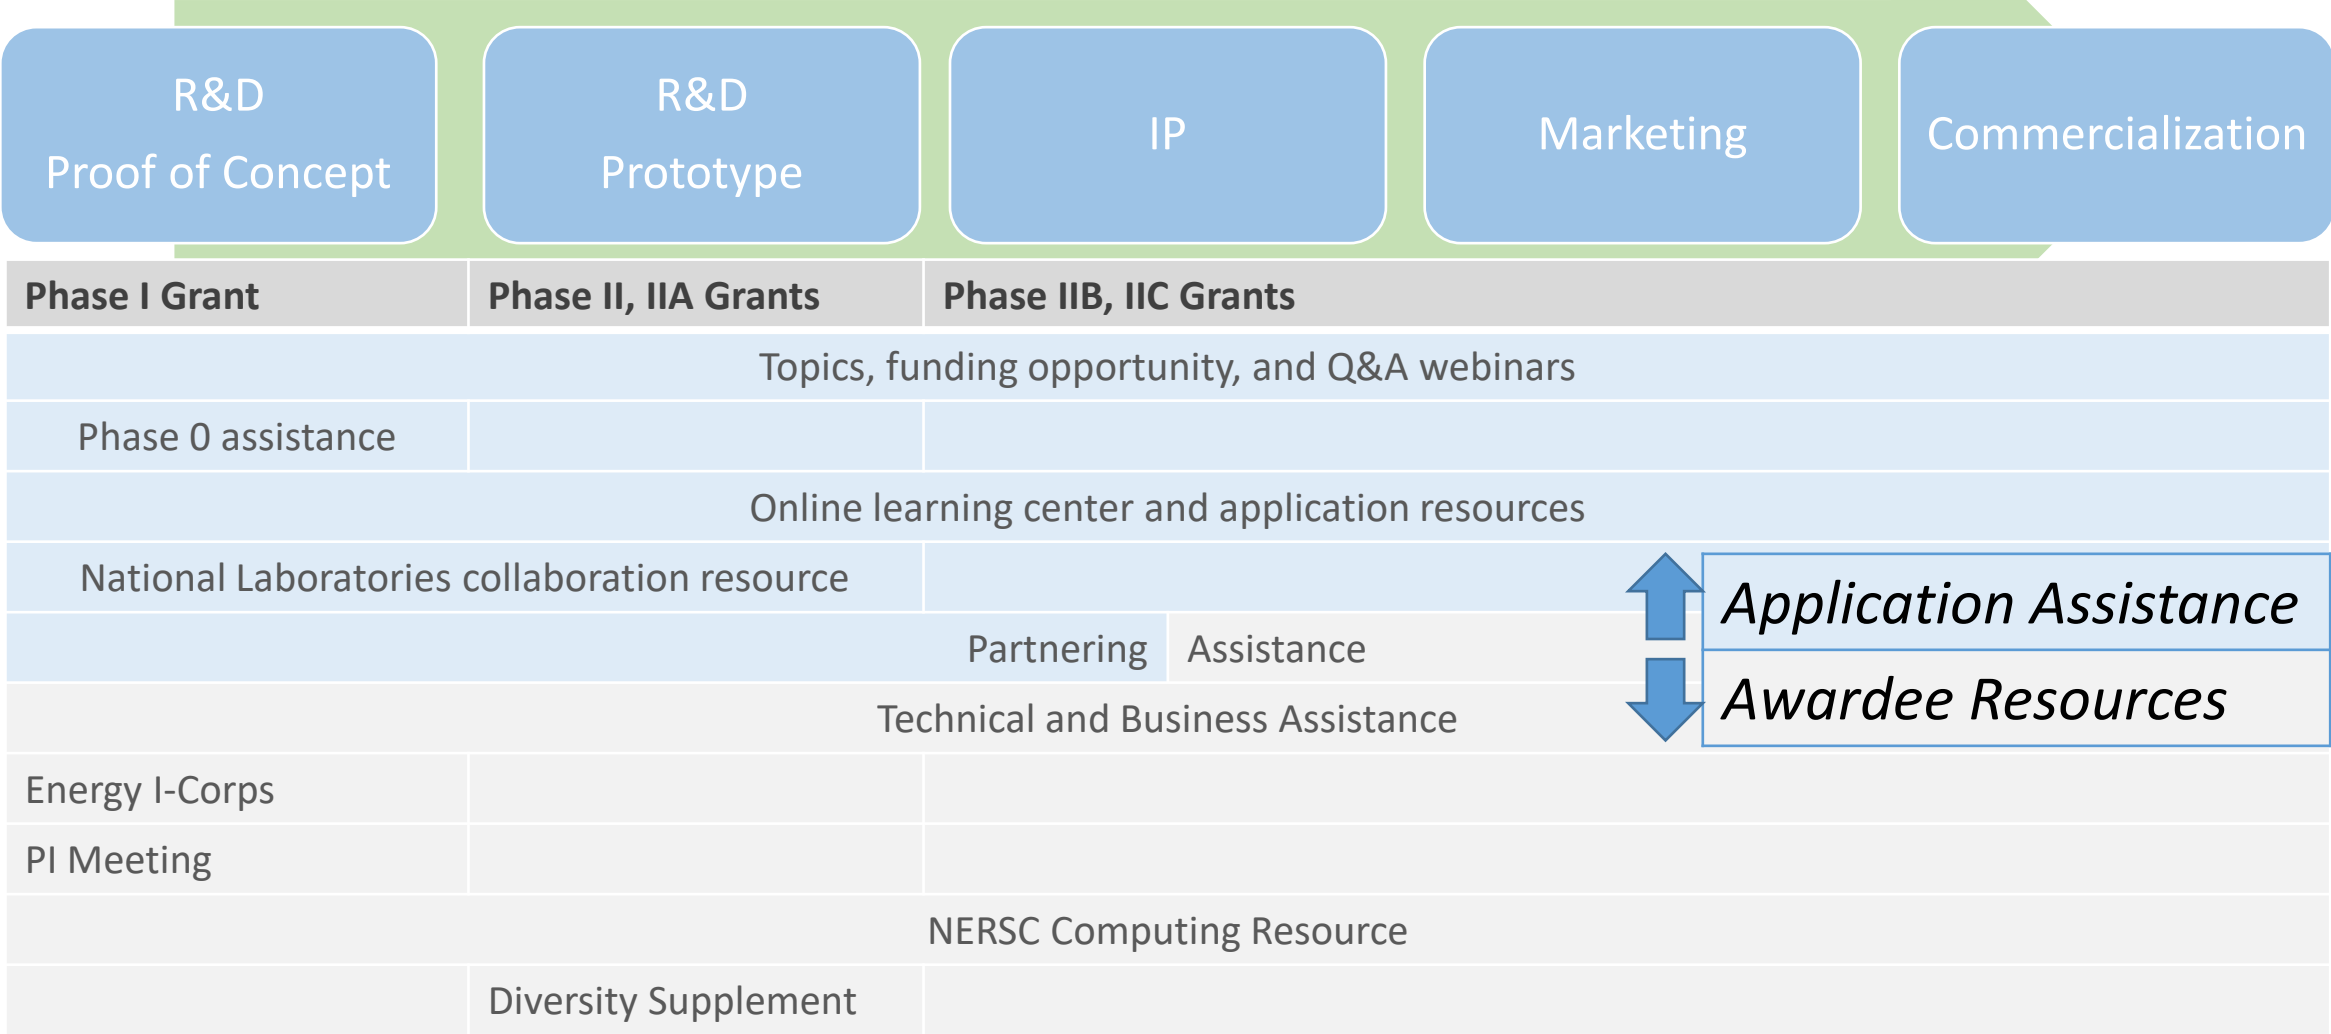 R&D
Proof of Concept
R&D
Prototype
IP
Marketing
Commercialization
Phase I Grant
Phase II, IIA Grants
Phase IIB, IIC Grants
Topics, funding opportunity, and Q&A webinars
Phase 0 assistance
Online learning center and application resources
National Laboratories collaboration resource
Application Assistance
Partnering Assistance
Awardee Resources
Technical and Business Assistance
Energy I-Corps
PI Meeting
NERSC Computing Resource
Diversity Supplement